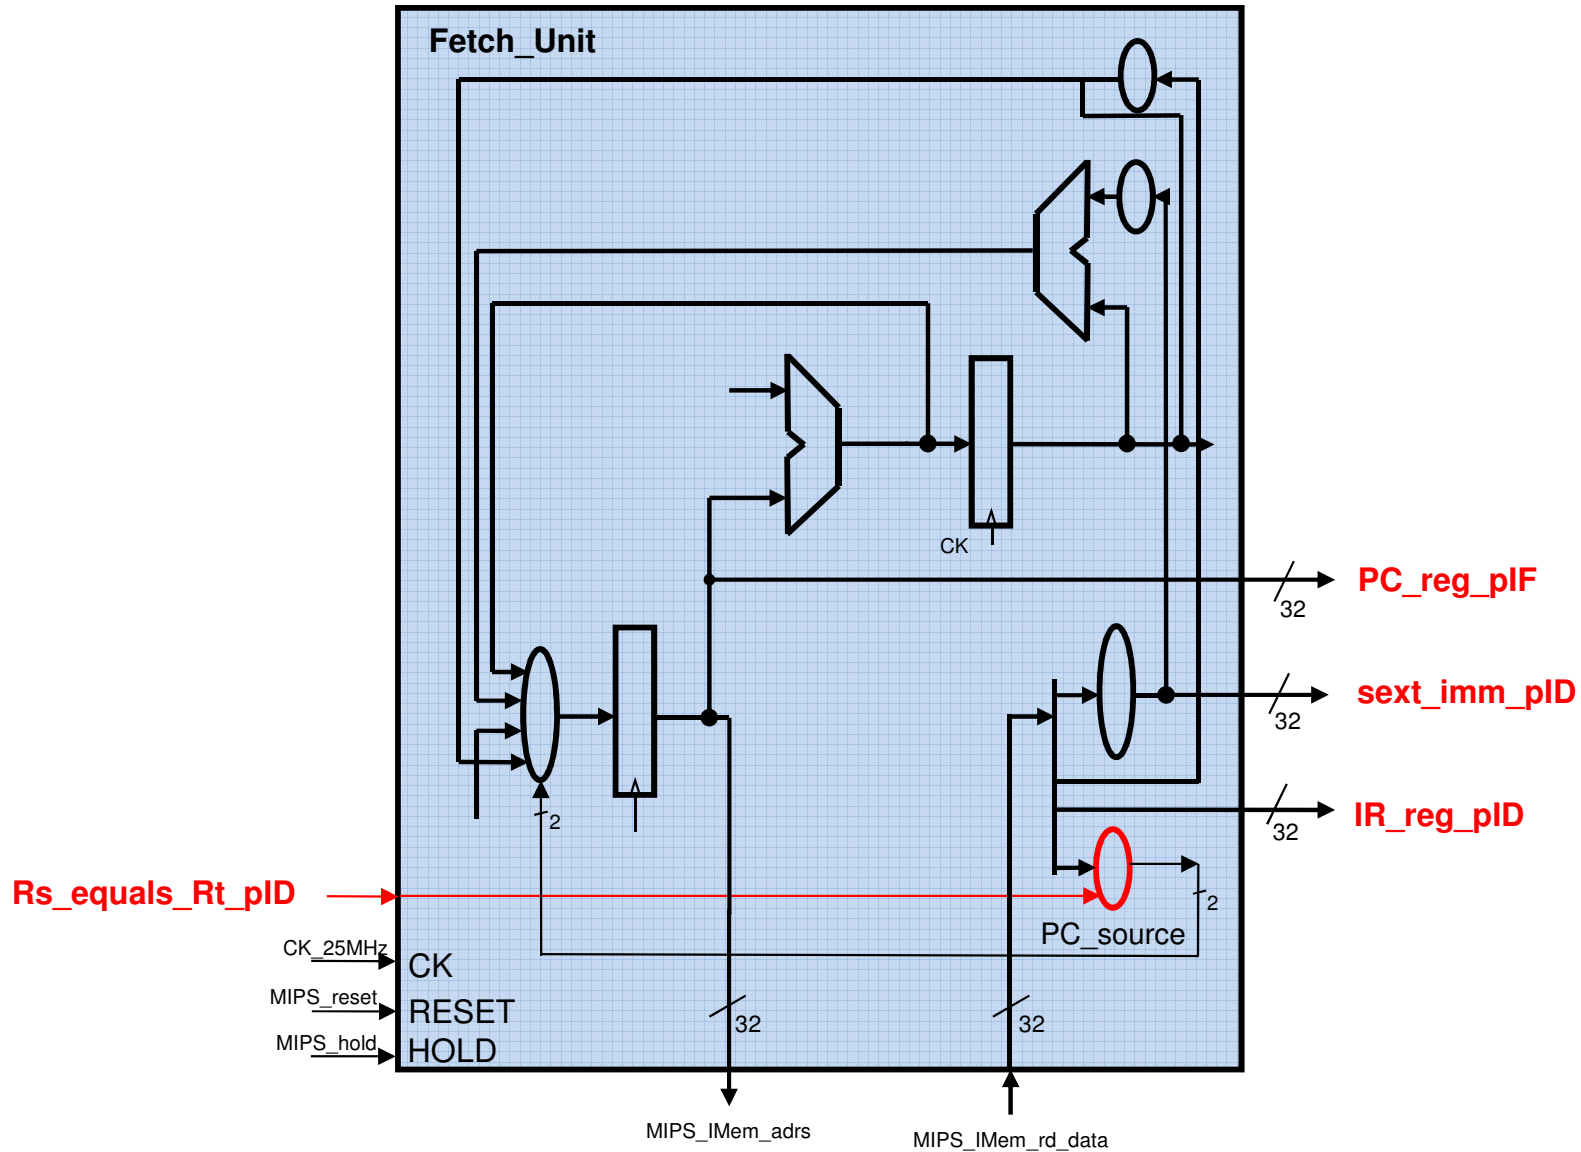 Fetch_Unit
CK
PC_reg_pIF
32
sext_imm_pID
32
2
IR_reg_pID
32
Rs_equals_Rt_pID
2
PC_source
CK_25MHz
CK
MIPS_reset
RESET
32
32
MIPS_hold
HOLD
MIPS_IMem_adrs
MIPS_IMem_rd_data